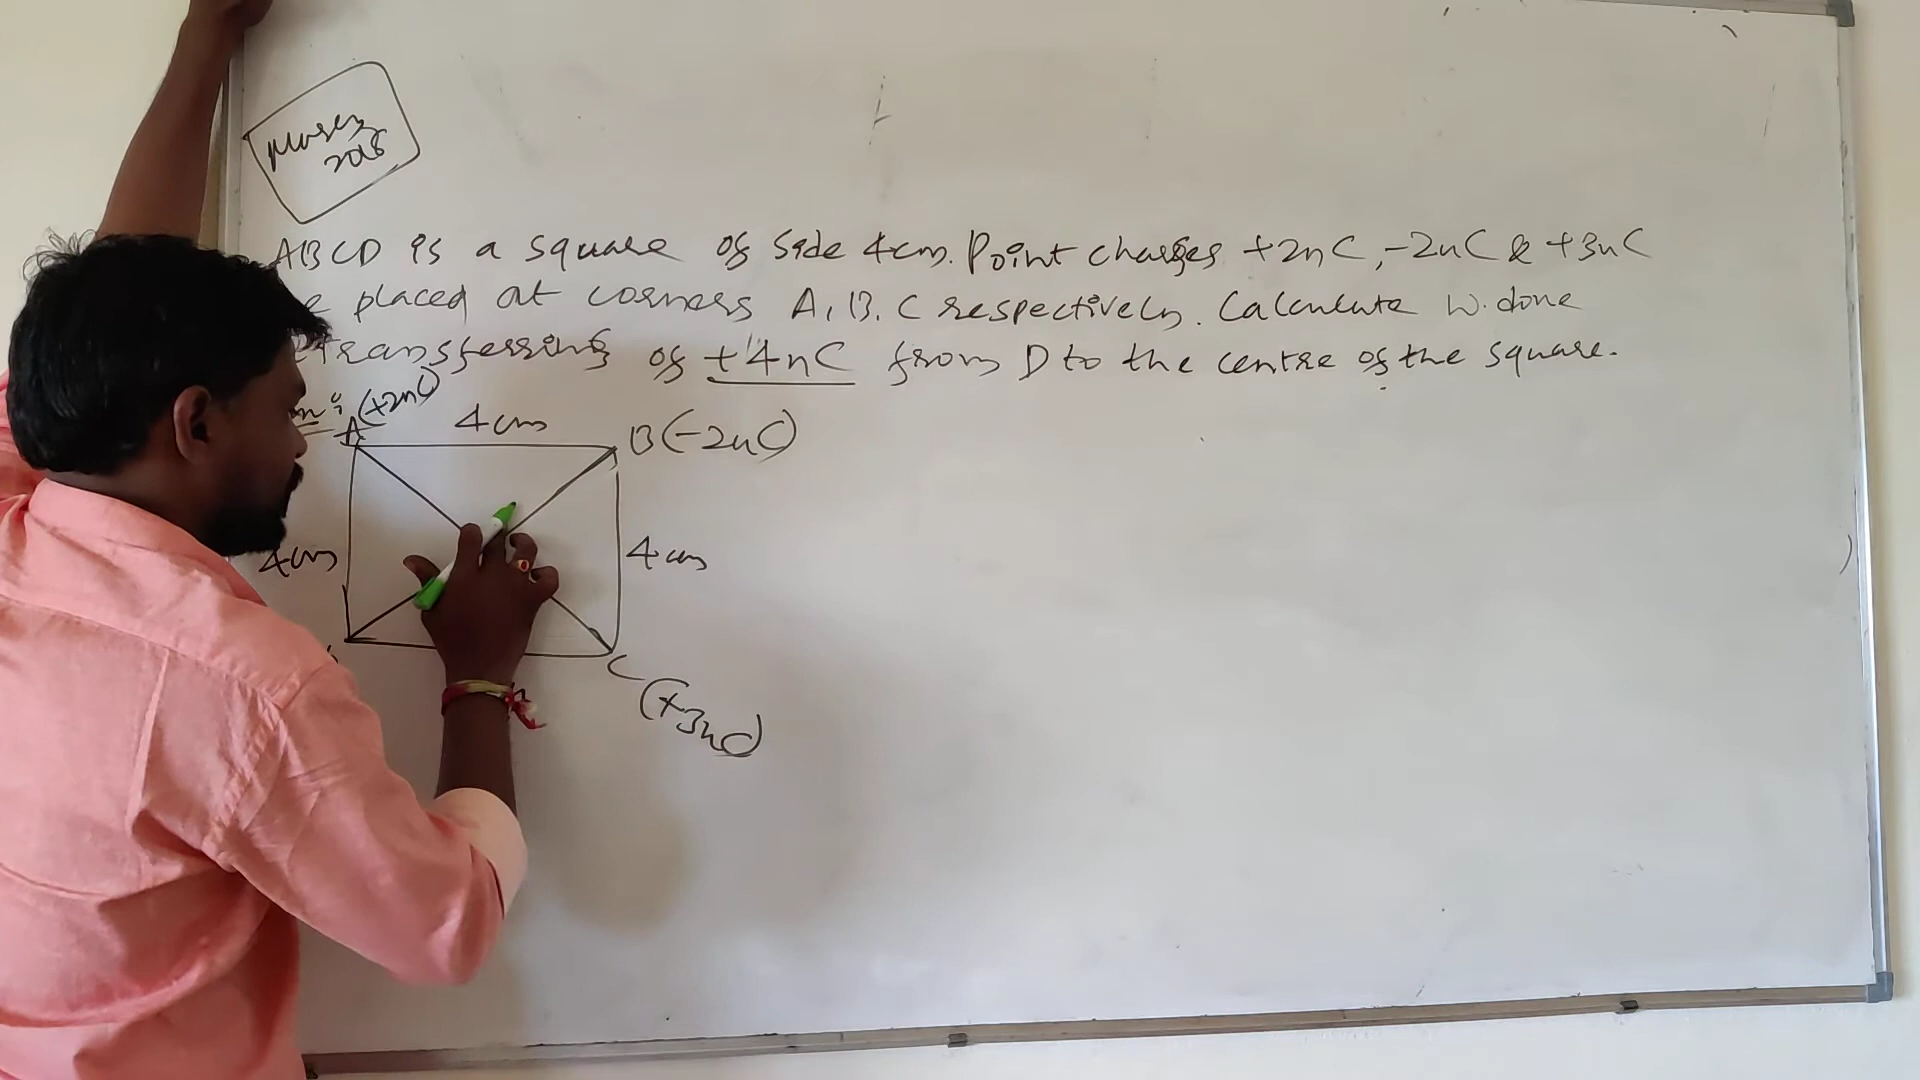 March
2018
ABCD is a square of side 4cm. Point charges +2nC, -2nC & +3nC
placed at corners A, B, C respectively. Calculate W. done
transferring of +4nC from D to the centre of the square.
A (+2nC)
4cm
B (-2nC)
4cm
4cm
C
(+3nC)